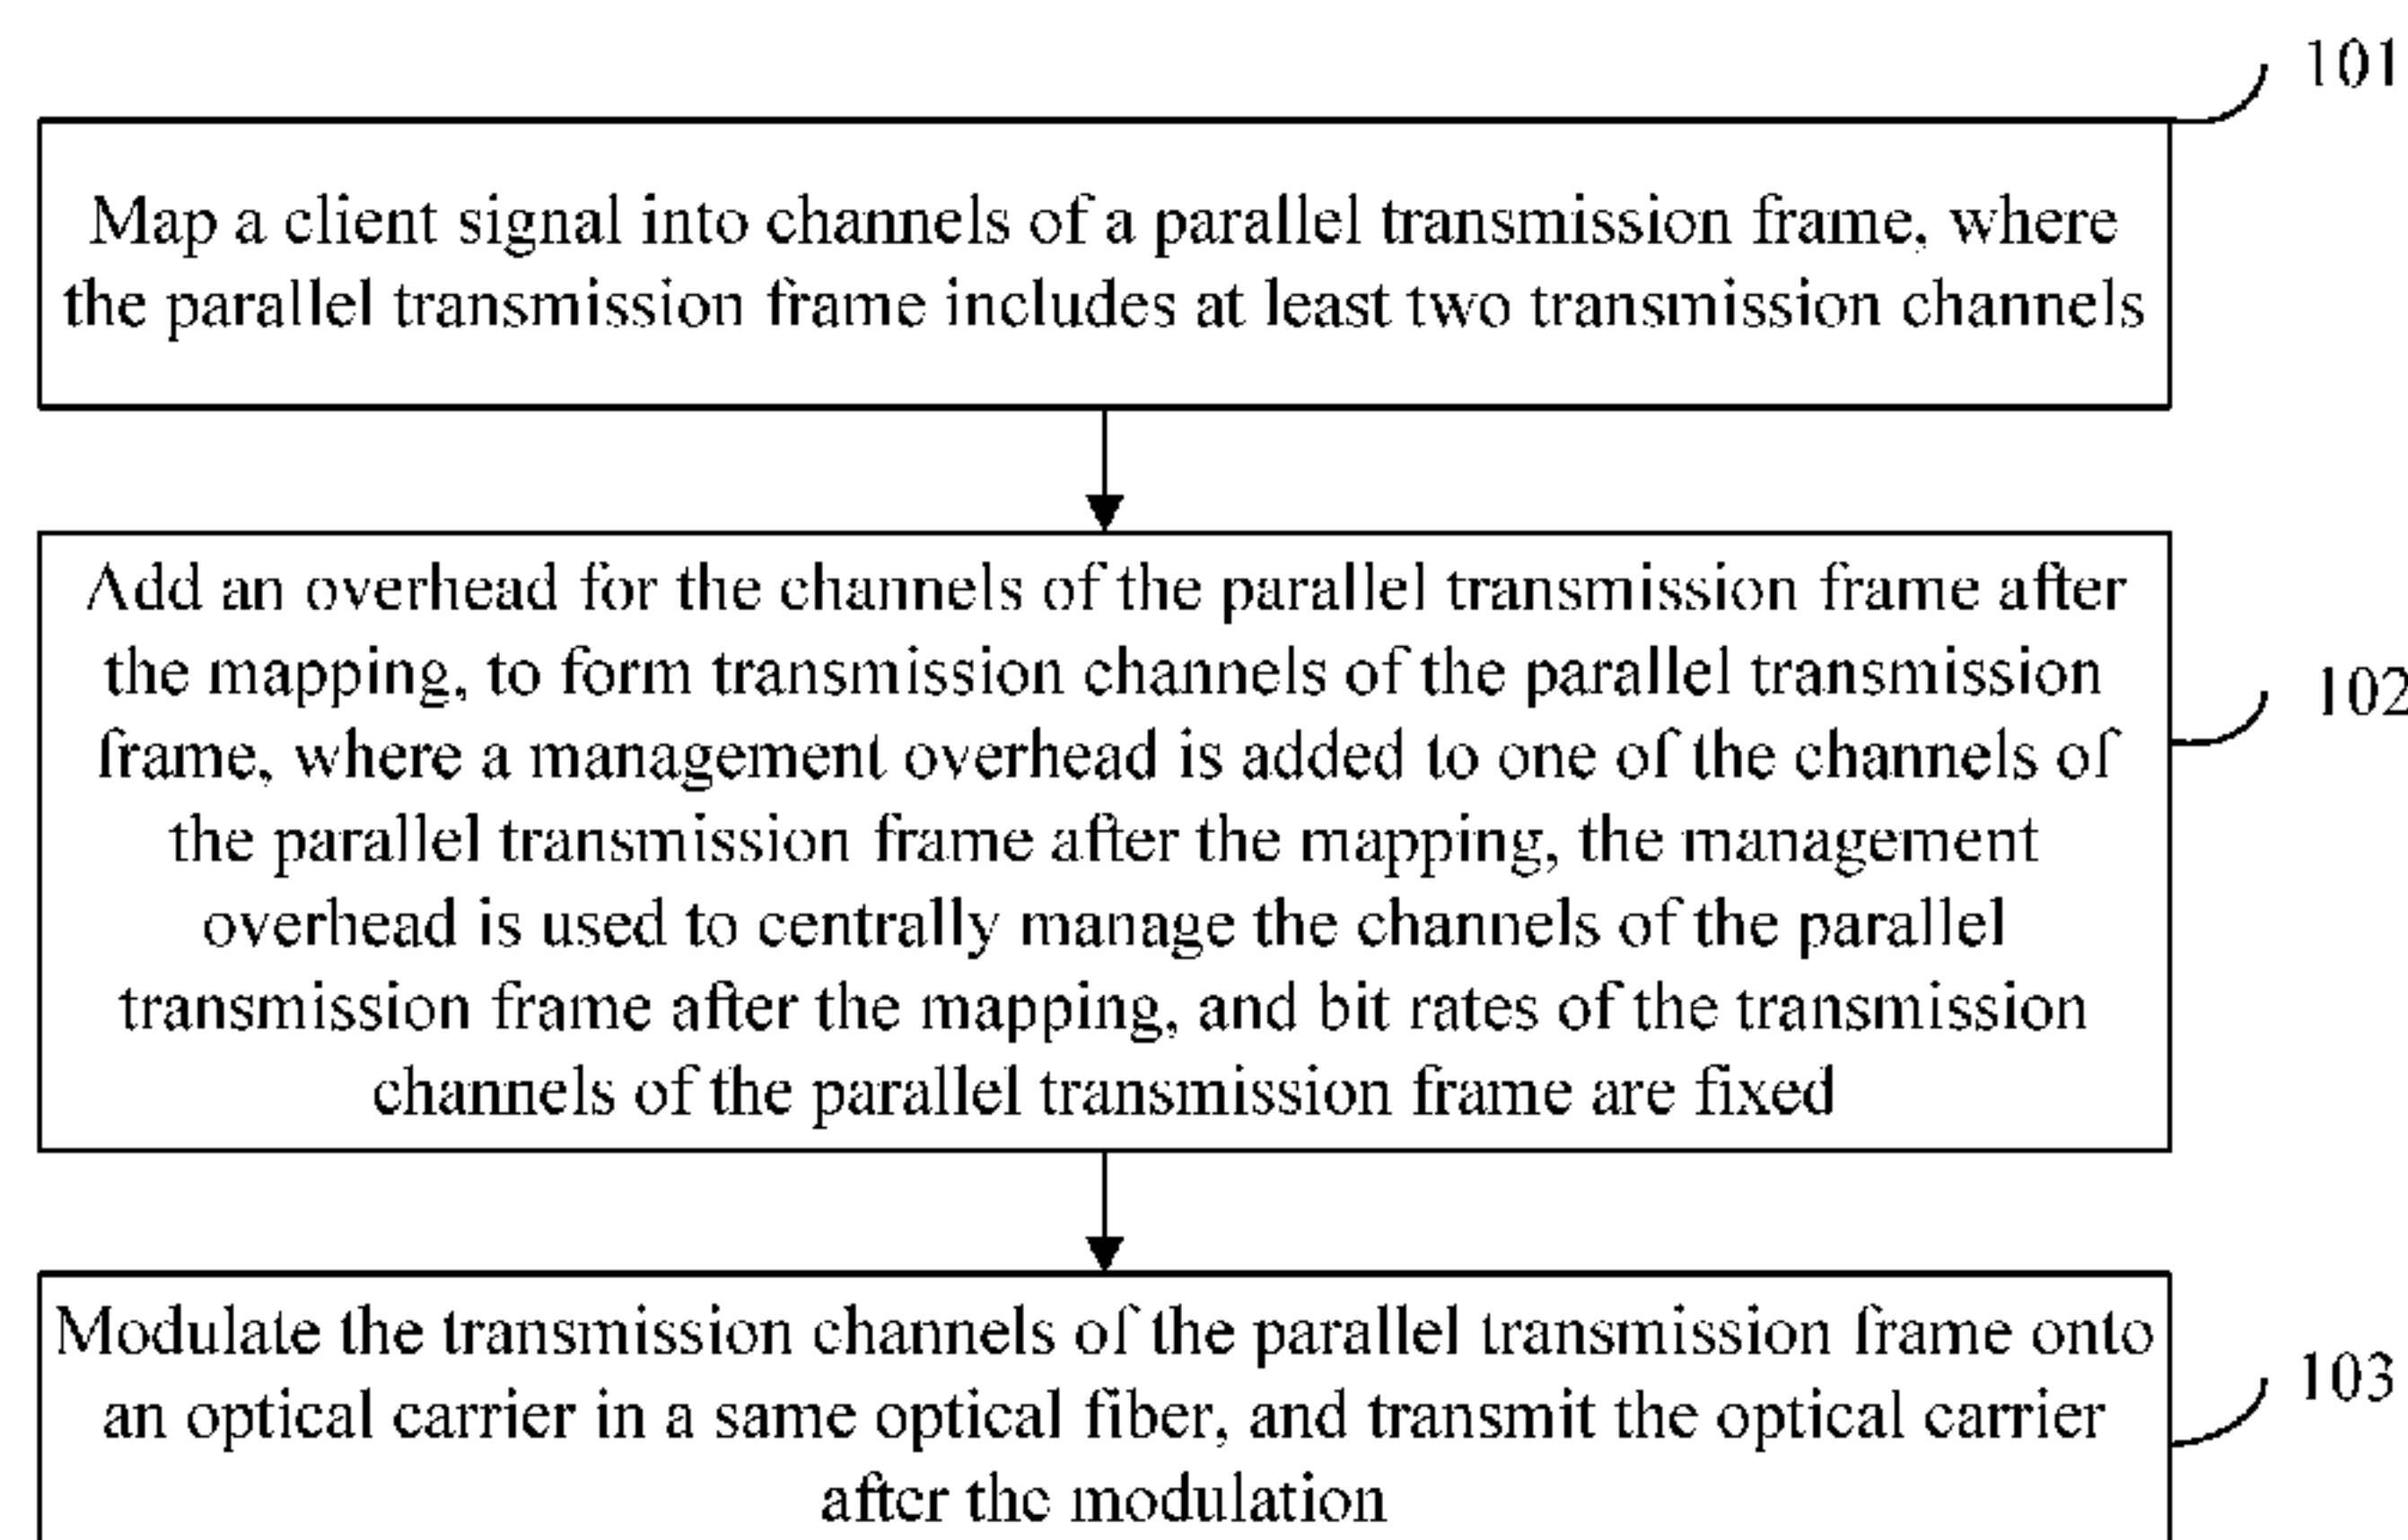 101
Map a client signal into channels of a parallel transmission frame, where
the parallel transmission frame includes at least two transmission channels
Add an overhead for the channels of the parallel transmission frame after
the mapping, to form transmission channels of the parallel transmission
frame, where a management overhead is added to one of the channels of
the parallel transmission frame after the mapping, the management
overhead is used to centrally manage the channels of the parallel
transmission frame after the mapping, and bit rates of the transmission
channels of the parallel transmission frame are fixed
102
Modulate the transmission channels of the parallel transmission frame onto
an optical carrier in a same optical fiber, and transmit the optical carrier
after the modulation
103